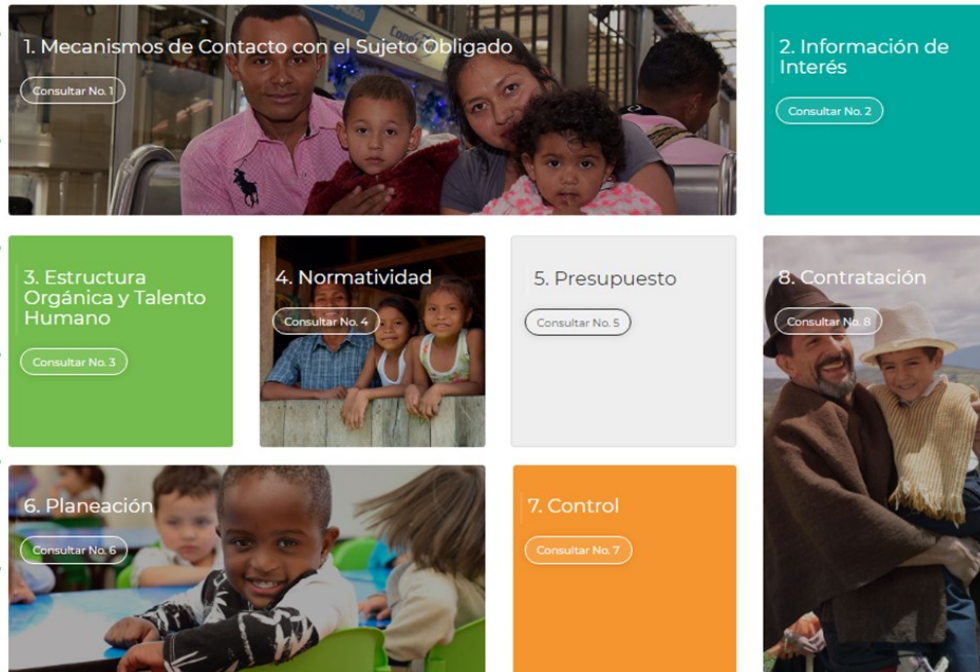 1. Mecanismos de Contacto con el Sujeto Obligado
Consultar No. 1
2. Información de
Interés
Consultar No. 2
3. Estructura
Orgánica y Talento
Humano
Consultar No. 3
4. Normatividad
Consultar No. 4
5. Presupuesto
Consultar No. 5
8. Contratación
Consultar No. 8
6. Planeación
Consultar No. 6
7. Control
Consultar No. 7